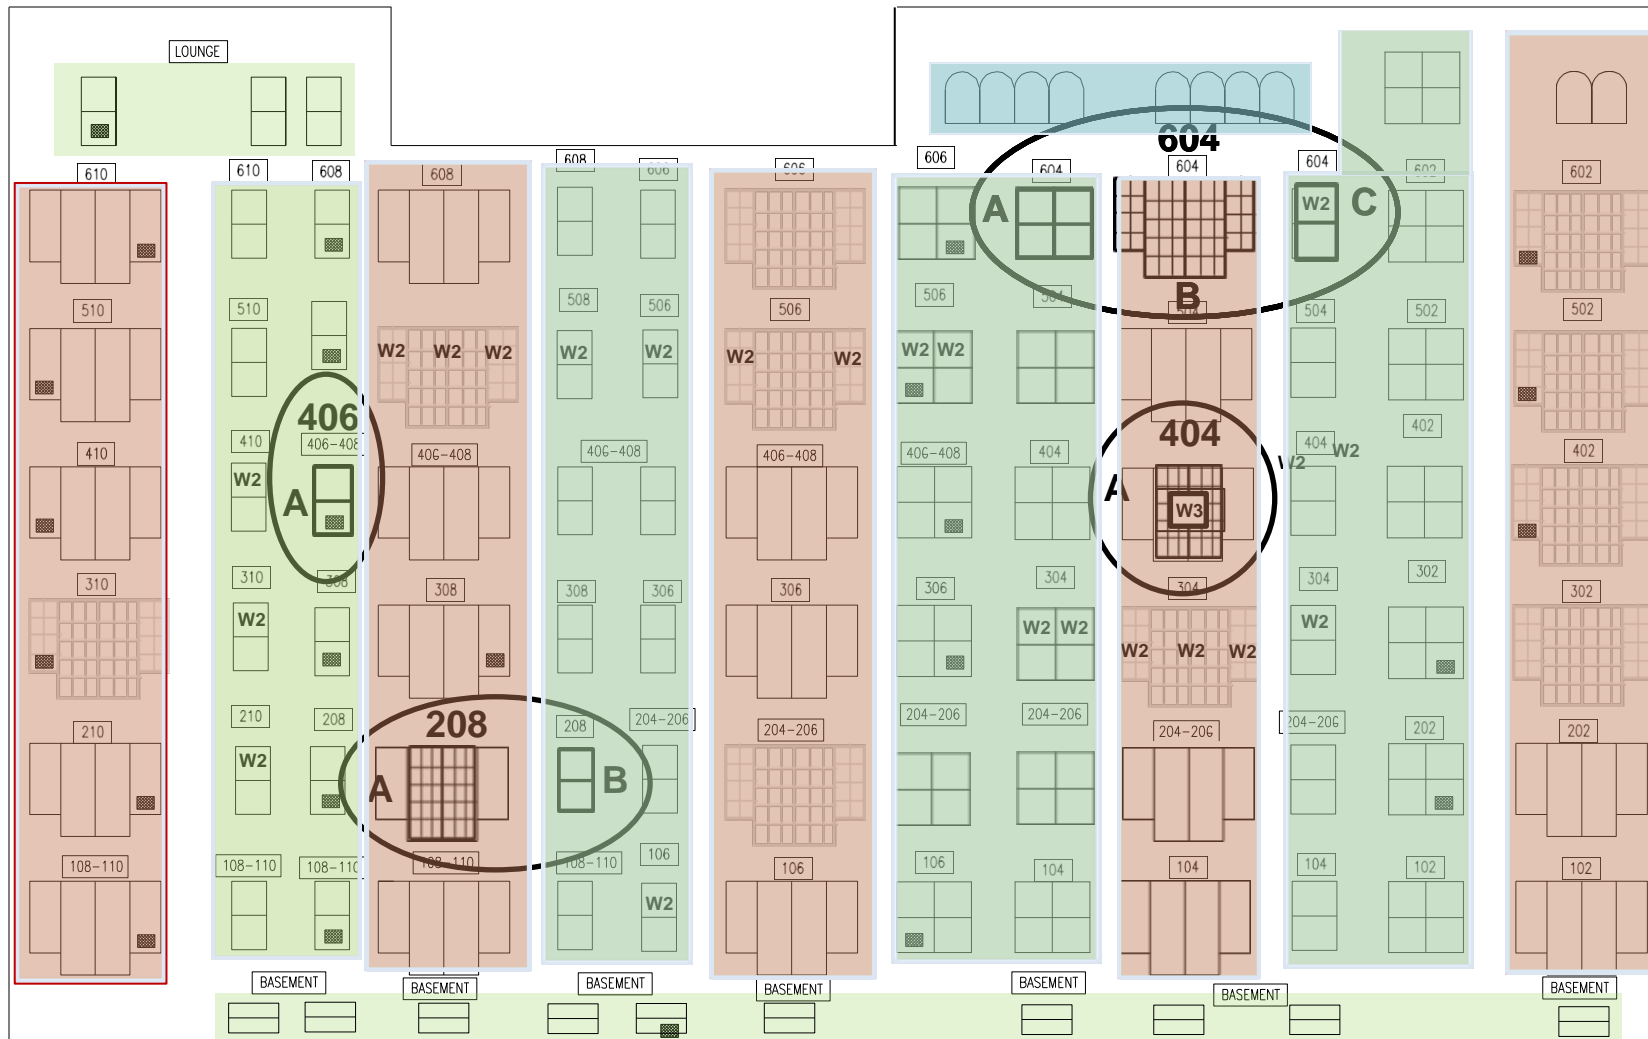 LOUNGE
604
610 610 608 608 608 606 606 606 604 604 604 602 602
A W2 C
B
510 510 508 506 506 506 504 504 504 502 502
W2 W2 W2 W2 W2 W2 W2 W2 W2
406 404
410 410 406-408 406-408 406-408 406-408 406-408 404 404 402 402
W2 W2 W2
A A W3
310 310 308 308 308 306 306 306 304 304 304 302 302
W2 W2 W2 W2 W2 W2 W2
210 210 208 208 208 204-206 204-206 204-206 204-206 204-206 204-206 202 202
W2 A B
108-110 108-110 108-110 108-110 108-110 106 106 106 104 104 104 102 102
W2
BASEMENT BASEMENT BASEMENT BASEMENT BASEMENT BASEMENT BASEMENT